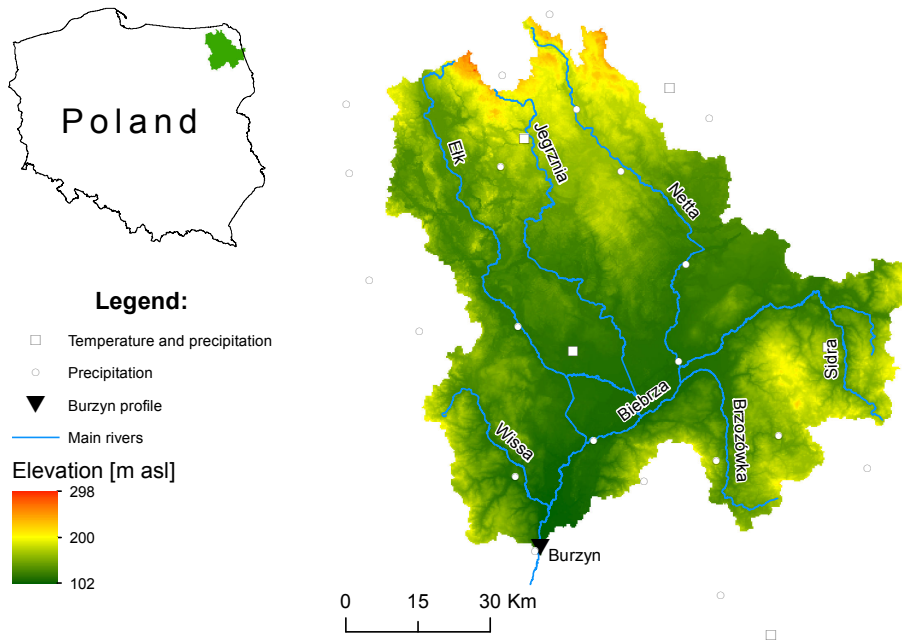 Poland
Legend:
Temperature and precipitation
Precipitation
Burzyn profile
Main rivers
Elevation [m asl]
298
200
102
Ełk
Jegrznia
Netta
Biebrza
Sidra
Brzozówka
Wissa
Burzyn
0 15 30 Km